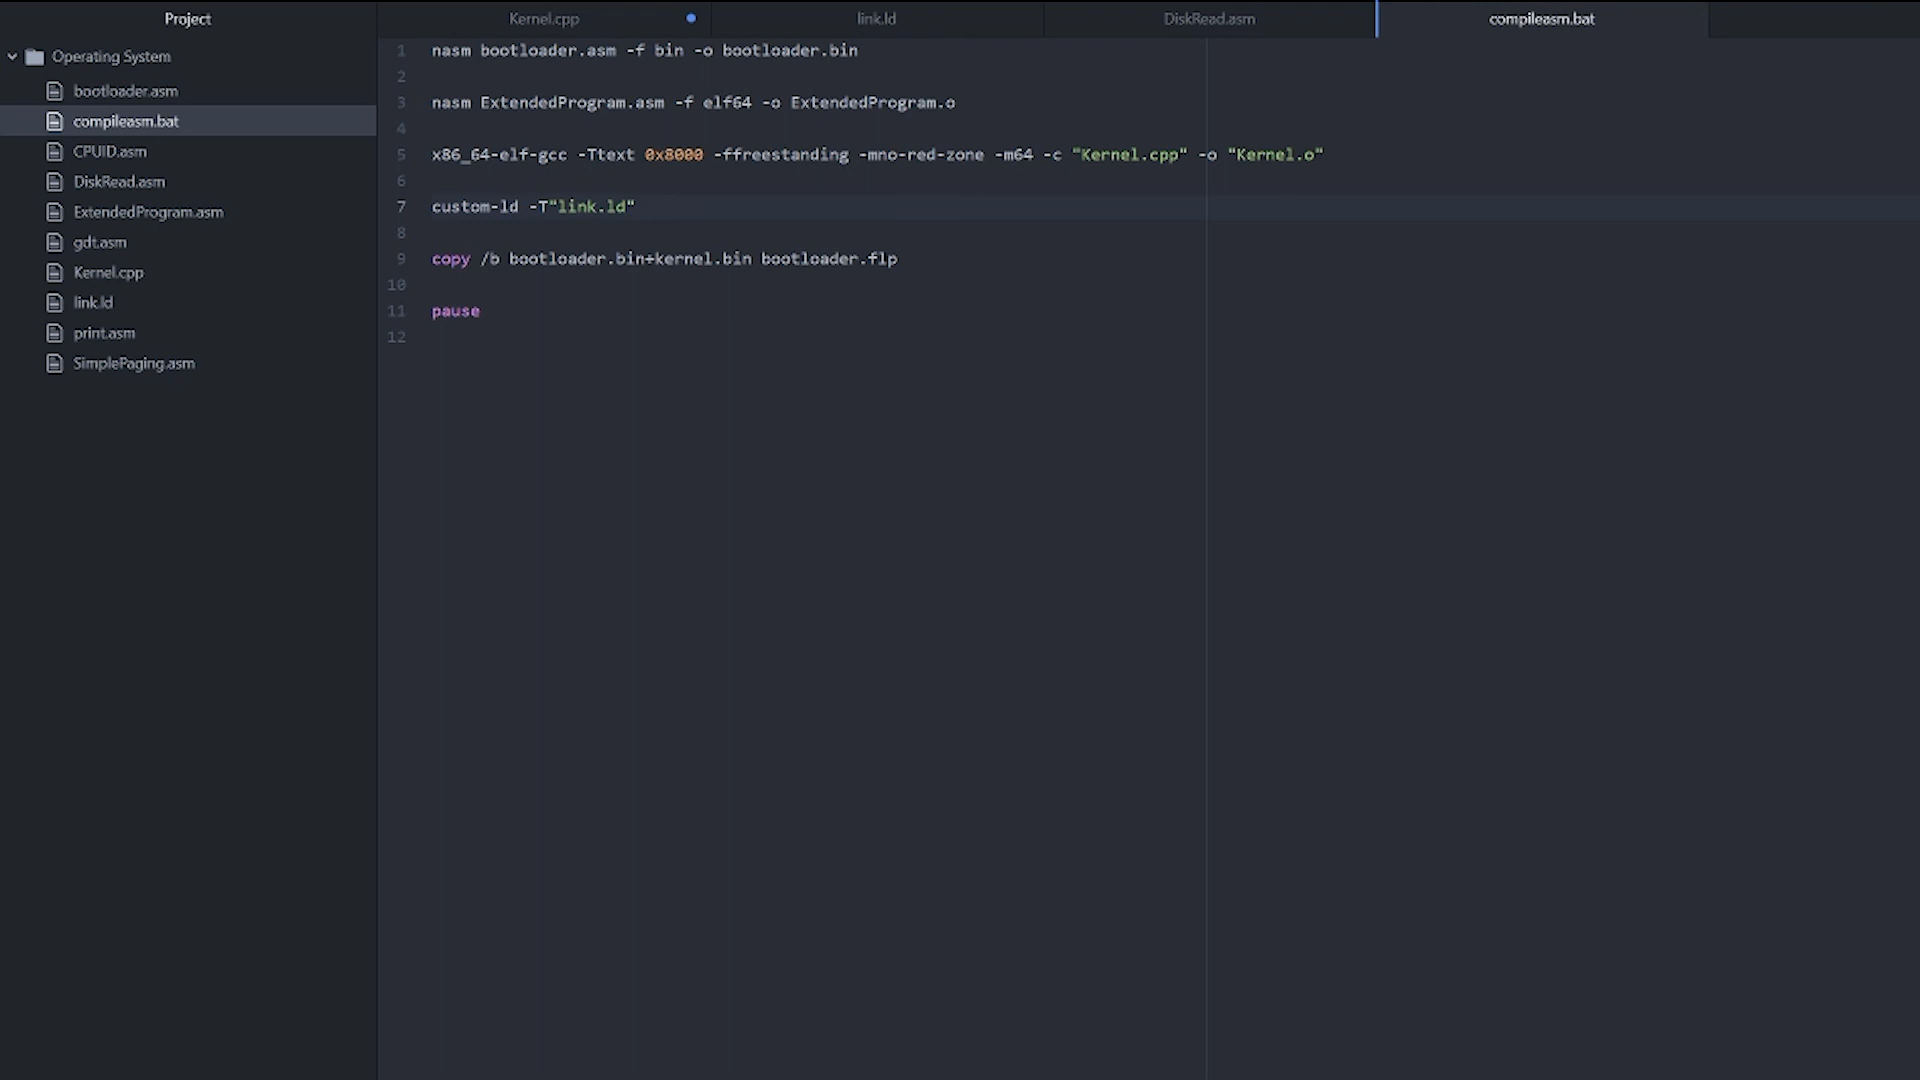 Project
Kernel.cpp
link.ld
DiskRead.asm
compileasm.bat
Operating System
bootloader.asm
compileasm.bat
CPUID.asm
DiskRead.asm
ExtendedProgram.asm
gdt.asm
Kernel.cpp
link.ld
print.asm
SimplePaging.asm
1 nasm bootloader.asm -f bin -o bootloader.bin
2
3 nasm ExtendedProgram.asm -f elf64 -o ExtendedProgram.o
4
5 x86_64-elf-gcc -Ttext 0x8000 -ffreestanding -mno-red-zone -m64 -c "Kernel.cpp" -o "Kernel.o"
6
7 custom-ld -T"link.ld"
8
9 copy /b bootloader.bin+kernel.bin bootloader.flp
10
11 pause
12